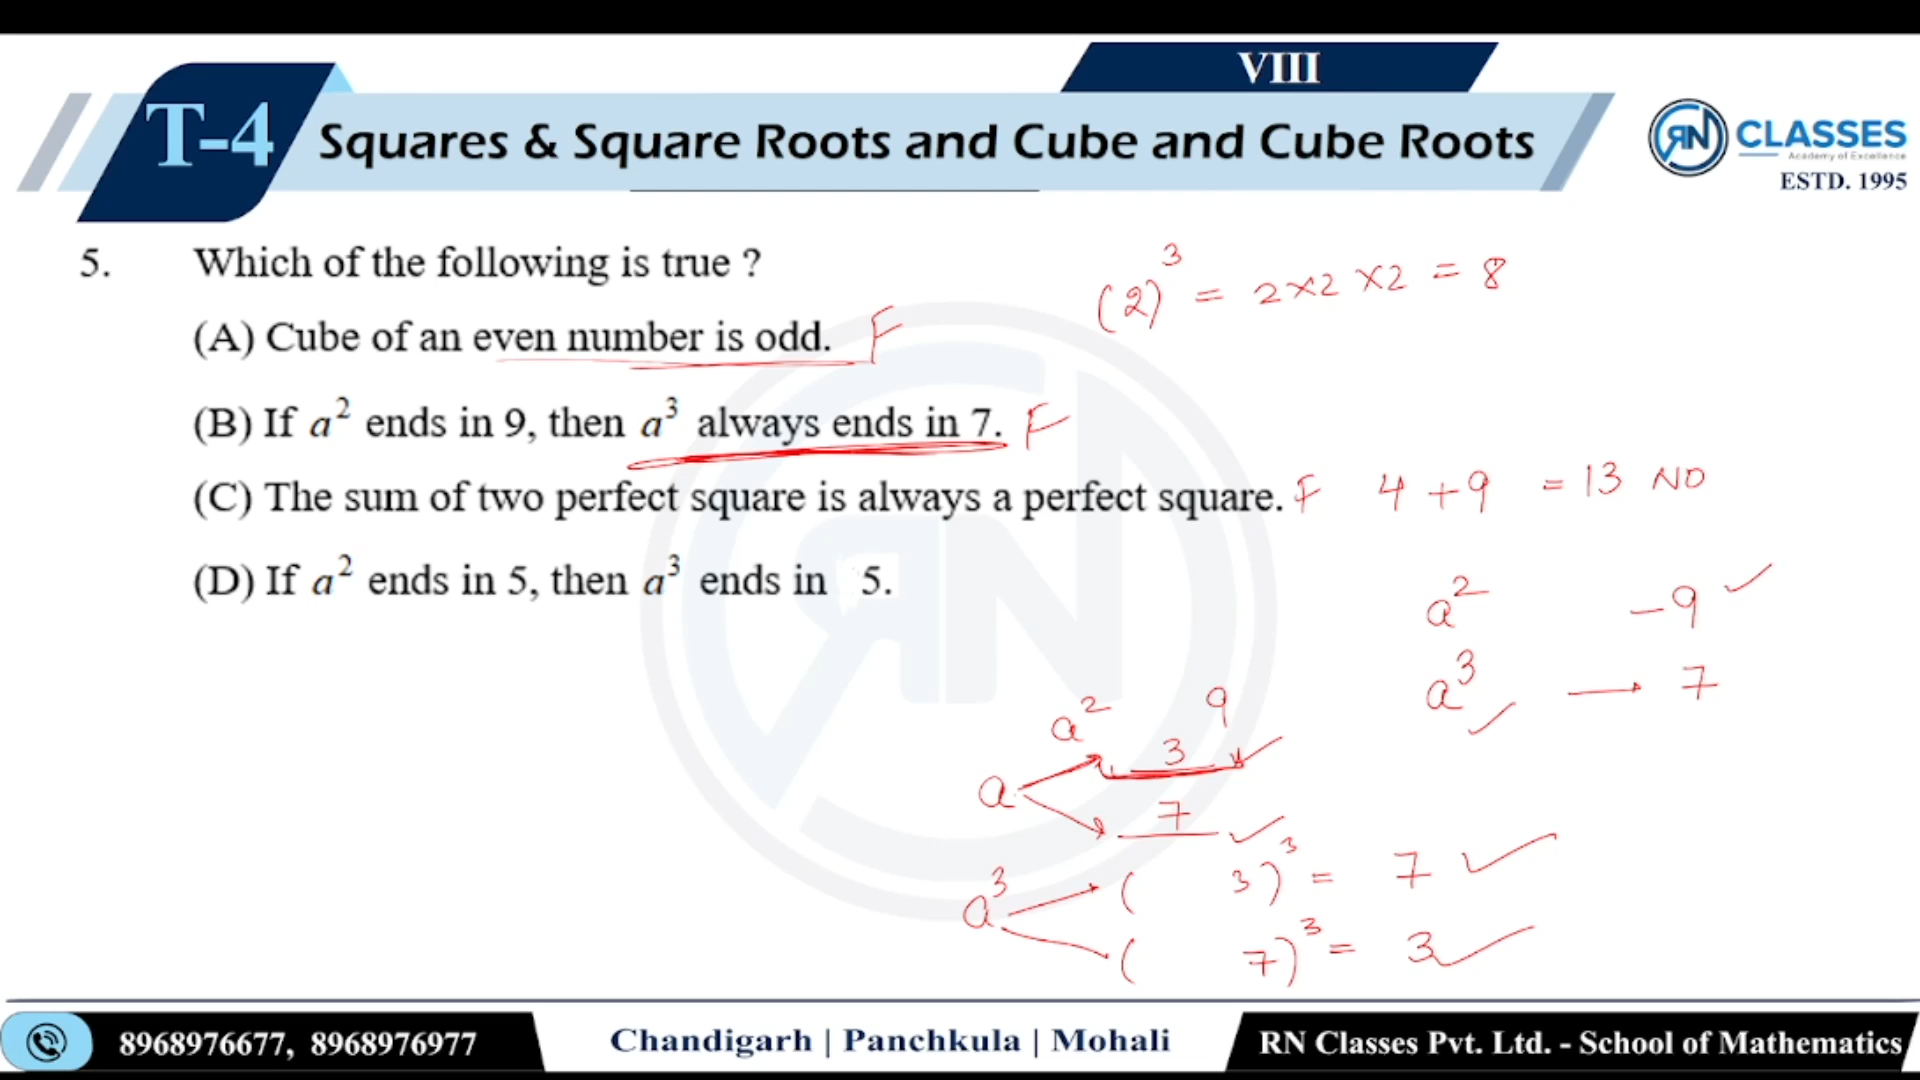 VIII
T-4 Squares & Square Roots and Cube and Cube Roots
RN CLASSES
Academy of Excellence
ESTD. 1995
5. Which of the following is true ?
(2)³ = 2×2×2 = 8
(A) Cube of an even number is odd. F
(B) If a² ends in 9, then a³ always ends in 7. F
(C) The sum of two perfect square is always a perfect square. F 4 + 9 = 13 NO
(D) If a² ends in 5, then a³ ends in 5.
a² – 9 ✓
a³ → 7
a² 9
3 ✓
a
7 ✓
a³ ( 3)³ = 7 ✓
( 7)³ = 3 ✓
RN
8968976677, 8968976977 Chandigarh | Panchkula | Mohali RN Classes Pvt. Ltd. - School of Mathematics